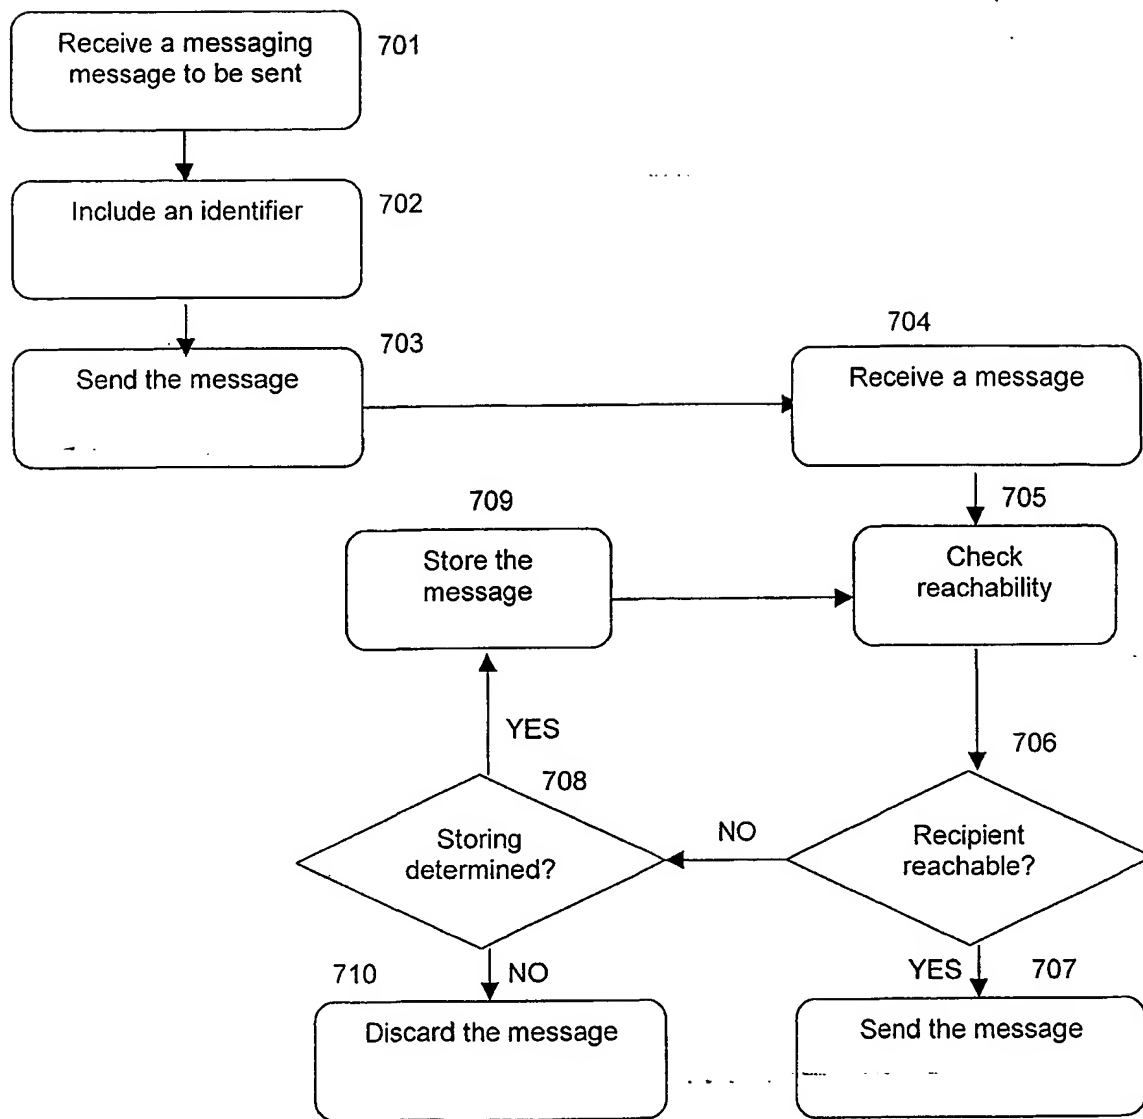 Receive a messaging
message to be sent
701
Include an identifier
702
Send the message
703
704
Receive a message
705
Check
reachability
709
Store the
message
YES
706
708
Storing
determined?
NO
Recipient
reachable?
710
NO
YES
707
Discard the message
Send the message